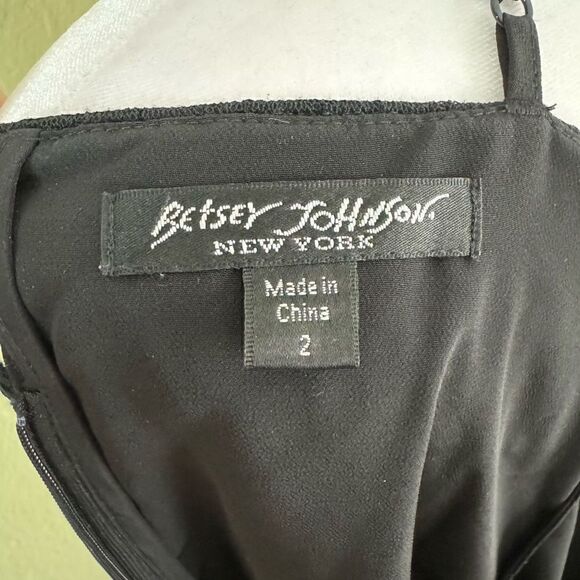 BETSEY JOHNSON.
NEW YORK
Made in
China
2